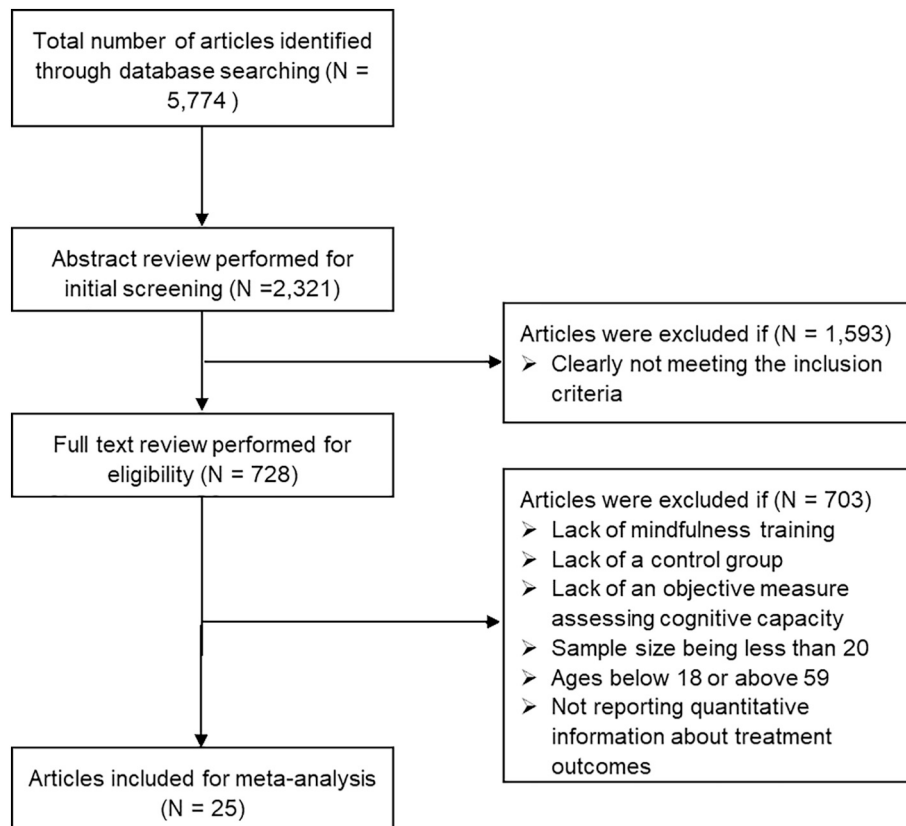 Total number of articles identified
through database searching (N =
5,774 )
Abstract review performed for
initial screening (N =2,321)
Articles were excluded if (N = 1,593)
➢ Clearly not meeting the inclusion
criteria
Full text review performed for
eligibility (N = 728)
Articles were excluded if (N = 703)
➢ Lack of mindfulness training
➢ Lack of a control group
➢ Lack of an objective measure
assessing cognitive capacity
➢ Sample size being less than 20
➢ Ages below 18 or above 59
➢ Not reporting quantitative
information about treatment
outcomes
Articles included for meta-analysis
(N = 25)